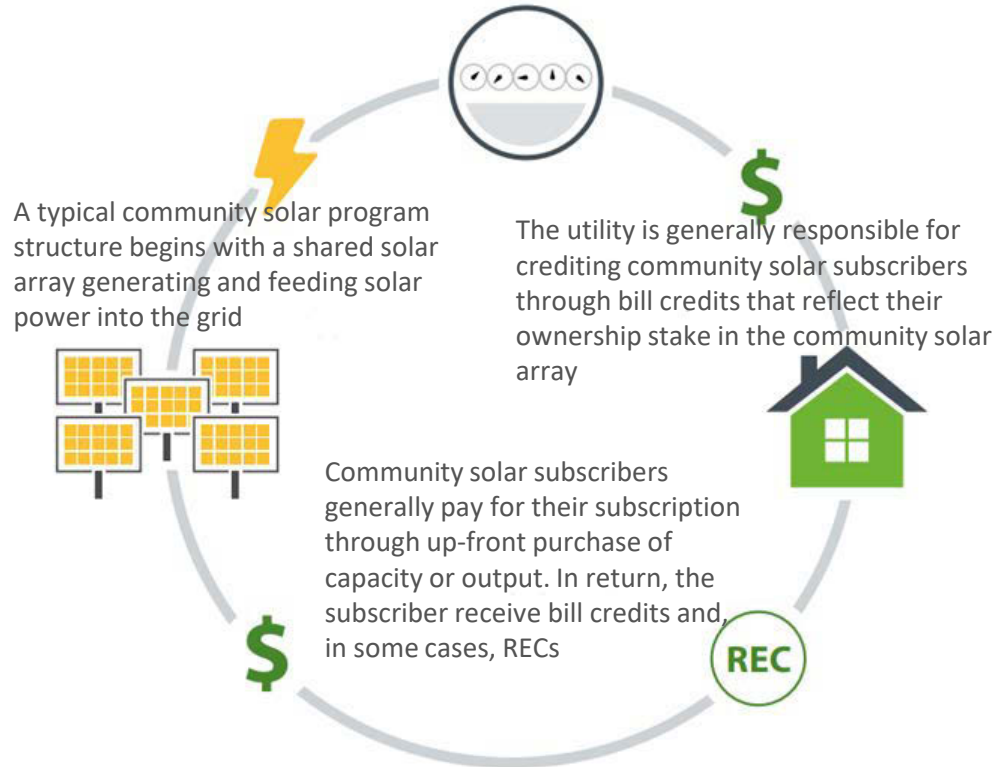 A typical community solar program
structure begins with a shared solar
array generating and feeding solar
power into the grid
The utility is generally responsible for
crediting community solar subscribers
through bill credits that reflect their
ownership stake in the community solar
array
Community solar subscribers
generally pay for their subscription
through up-front purchase of
capacity or output. In return, the
subscriber receive bill credits and,
in some cases, RECs
$
$
REC